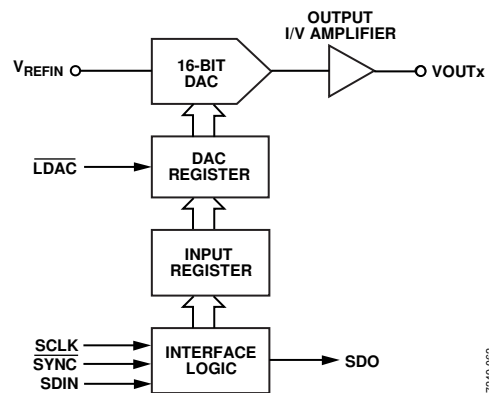 OUTPUT
I/V AMPLIFIER
VREFIN
16-BIT
DAC
VOUTx
LDAC
DAC
REGISTER
INPUT
REGISTER
SCLK
SYNC
SDIN
INTERFACE
LOGIC
SDO